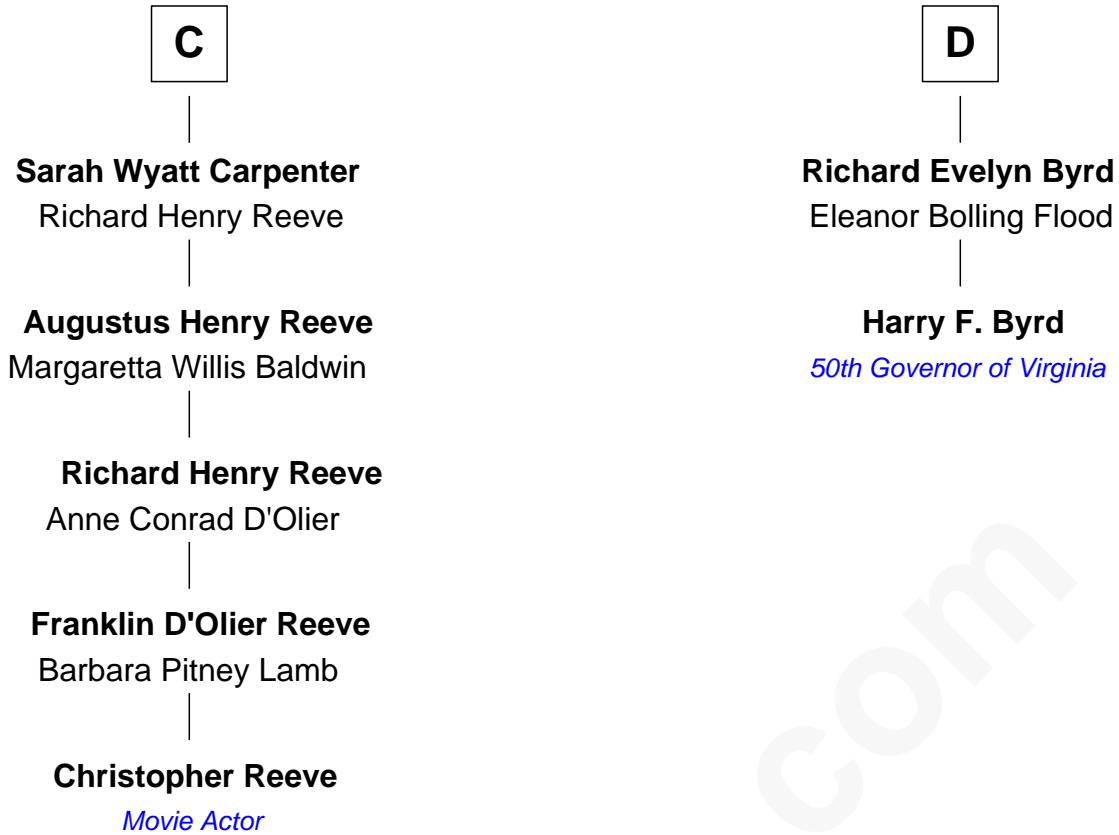 C
Sarah Wyatt Carpenter
Richard Henry Reeve
Augustus Henry Reeve
Margaretta Willis Baldwin
Richard Henry Reeve
Anne Conrad D'Olier
Franklin D'Olier Reeve
Barbara Pitney Lamb
Christopher Reeve
Movie Actor
D
Richard Evelyn Byrd
Eleanor Bolling Flood
Harry F. Byrd
50th Governor of Virginia
com